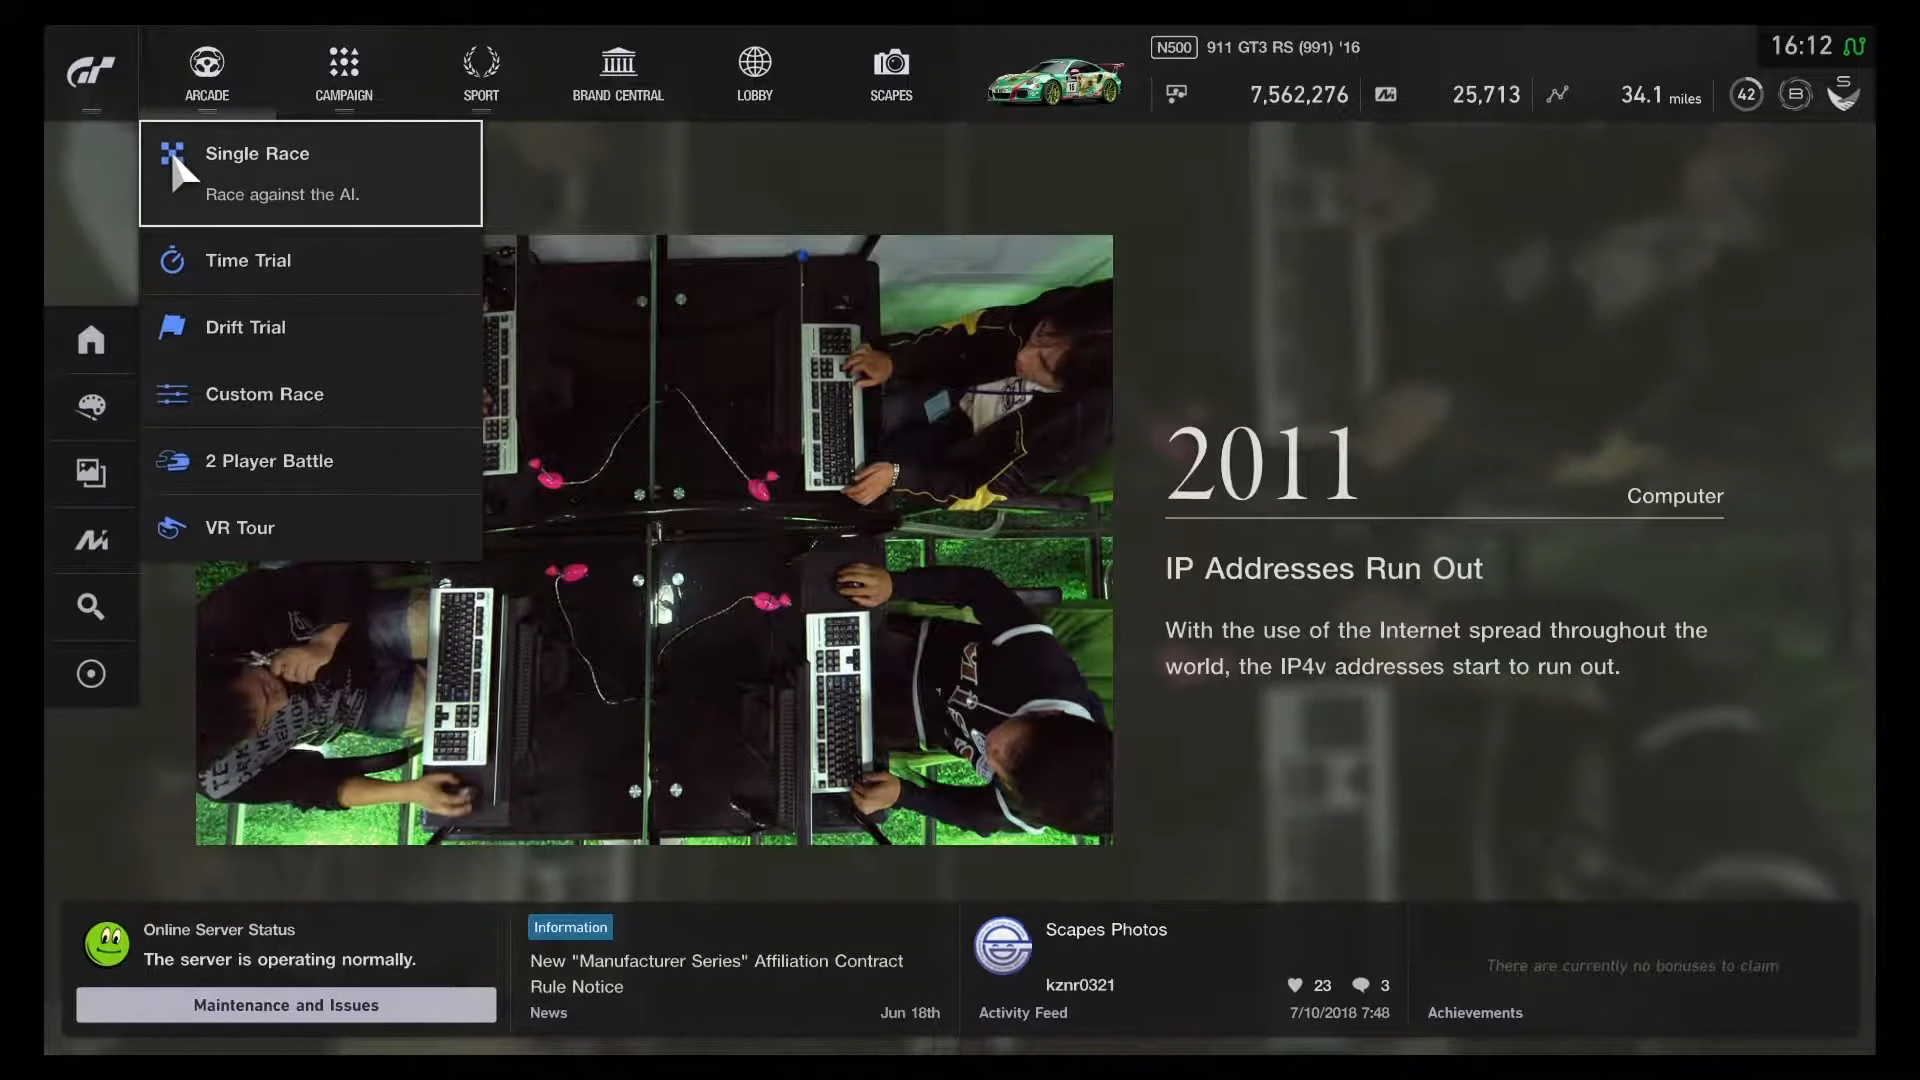 ARCADE
CAMPAIGN
SPORT
BRAND CENTRAL
LOBBY
SCAPES
N500 911 GT3 RS (991) '16
7,562,276
25,713
34.1 miles
42
B
S
16:12
Single Race
Race against the AI.
Time Trial
Drift Trial
Custom Race
2 Player Battle
VR Tour
2011
Computer
IP Addresses Run Out
With the use of the Internet spread throughout the
world, the IP4v addresses start to run out.
Online Server Status
The server is operating normally.
Maintenance and Issues
Information
New "Manufacturer Series" Affiliation Contract
Rule Notice
News
Jun 18th
Scapes Photos
kznr0321
23
3
Activity Feed
7/10/2018 7:48
There are currently no bonuses to claim
Achievements